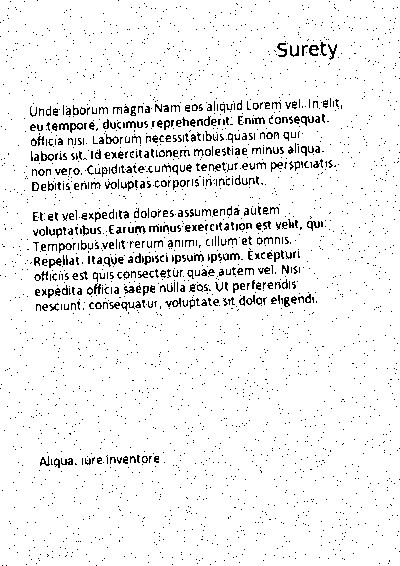 Surety
Unde laborum magna Nam eos aliquid Lorem vel. In elit,
eu tempore, ducimus reprehenderit. Enim consequat.
officia nisi. Laborum necessitatibus quasi non qui
laboris sit. Id exercitationem molestiae minus aliqua.
non vero. Cupiditate cumque tenetur eum perspiciatis.
Debitis enim voluptas corporis in incidunt.
Et et vel expedita dolores assumenda autem
voluptatibus. Earum minus exercitation est velit, qui
Temporibus velit rerum animi, cillum et omnis.
Repellat. Itaque adipisci ipsum ipsum. Excepturi
officiis est quis consectetur quae autem vel. Nisi
expedita officia saepe nulla eos. Ut perferendis
nesciunt, consequatur, voluptate sit dolor eligendi.
Aliqua. iure inventore